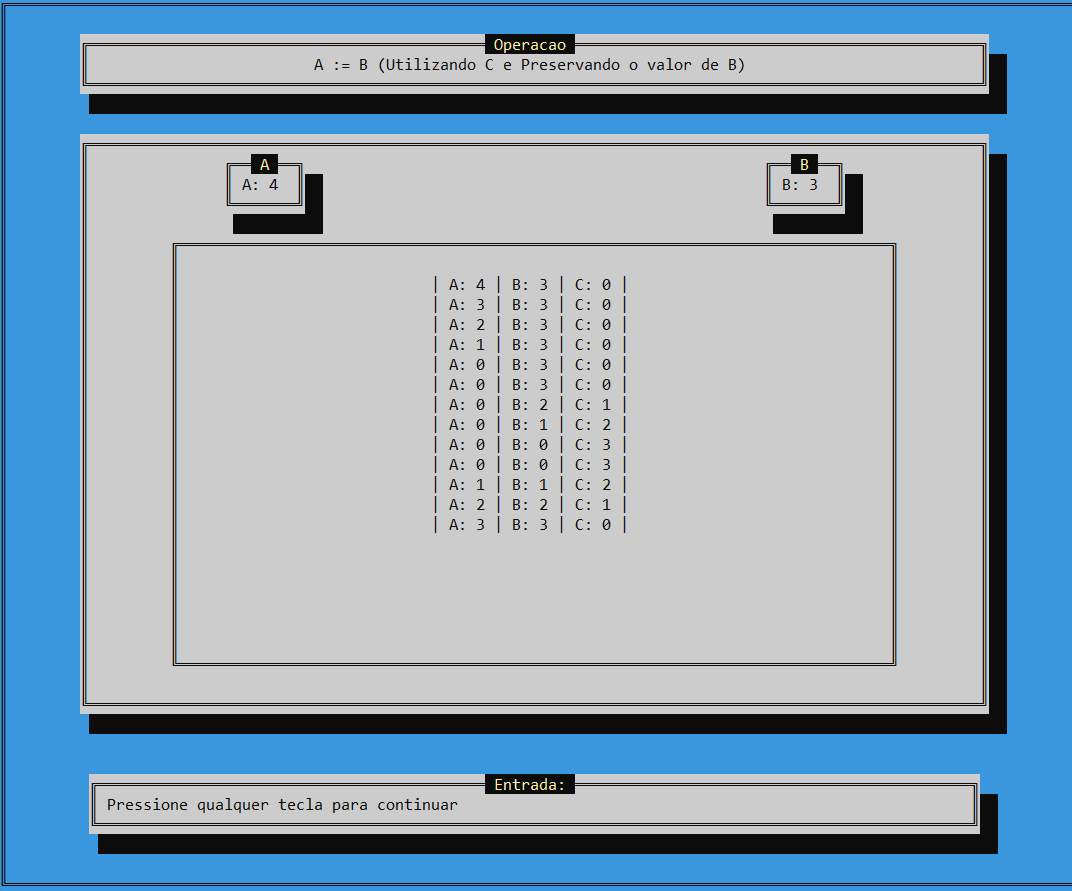 Operacao
A := B (Utilizando C e Preservando o valor de B)
A B
A: 4 B: 3
| A: 4 | B: 3 | C: 0 |
| A: 3 | B: 3 | C: 0 |
| A: 2 | B: 3 | C: 0 |
| A: 1 | B: 3 | C: 0 |
| A: 0 | B: 3 | C: 0 |
| A: 0 | B: 3 | C: 0 |
| A: 0 | B: 2 | C: 1 |
| A: 0 | B: 1 | C: 2 |
| A: 0 | B: 0 | C: 3 |
| A: 0 | B: 0 | C: 3 |
| A: 1 | B: 1 | C: 2 |
| A: 2 | B: 2 | C: 1 |
| A: 3 | B: 3 | C: 0 |
Entrada:
Pressione qualquer tecla para continuar